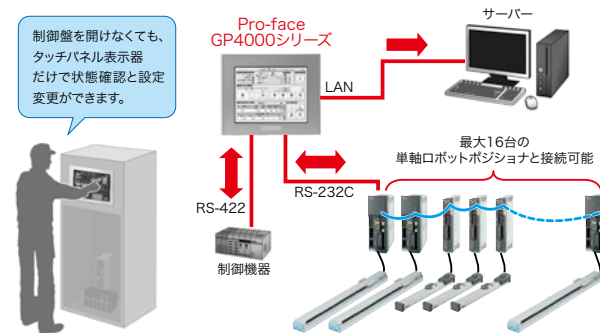 制御盤を開けなくても、
タッチパネル表示器
だけで状態確認と設定
変更ができます。
Pro-face
GP4000シリーズ
サーバー
LAN
最大16台の
単軸ロボットポジショナと接続可能
RS-422
RS-232C
制御機器